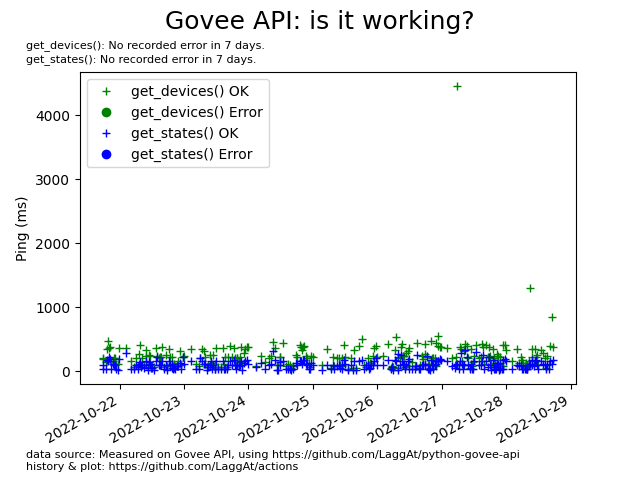 Govee API: is it working?
get_devices(): No recorded error in 7 days.
get_states(): No recorded error in 7 days.
get_devices() OK
get_devices() Error
get_states() OK
get_states() Error
Ping (ms)
4000
3000
2000
1000
0
2022-10-22
2022-10-23
2022-10-24
2022-10-25
2022-10-26
2022-10-27
2022-10-28
2022-10-29
data source: Measured on Govee API, using https://github.com/LaggAt/python-govee-api
history & plot: https://github.com/LaggAt/actions